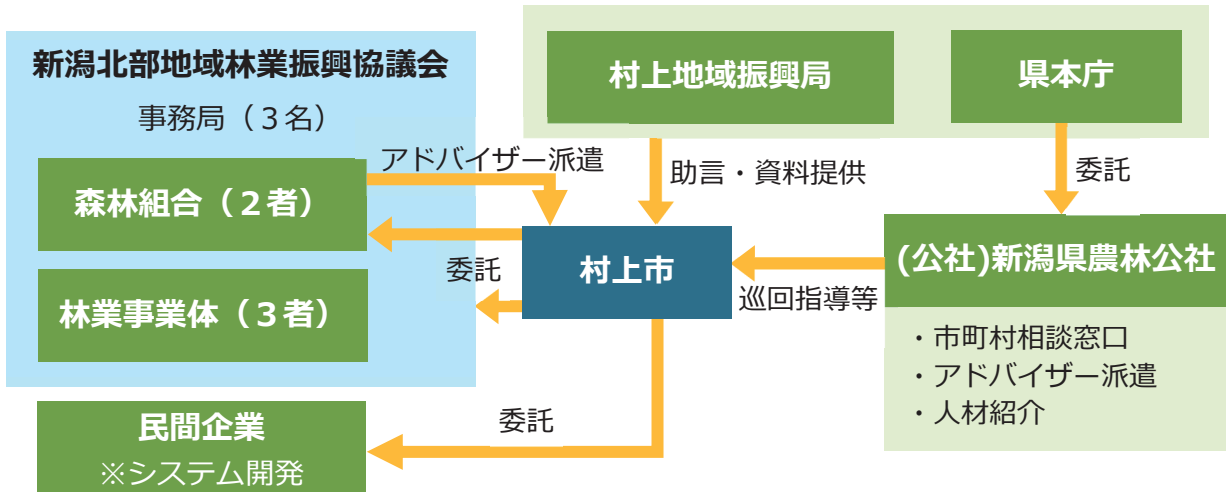 新潟北部地域林業振興協議会
事務局（３名）
森林組合（２者）
林業事業体（３者）
アドバイザー派遣
委託
村上地域振興局
県本庁
助言・資料提供
委託
村上市
(公社)新潟県農林公社
巡回指導等
・市町村相談窓口
・アドバイザー派遣
・人材紹介
委託
民間企業
※システム開発